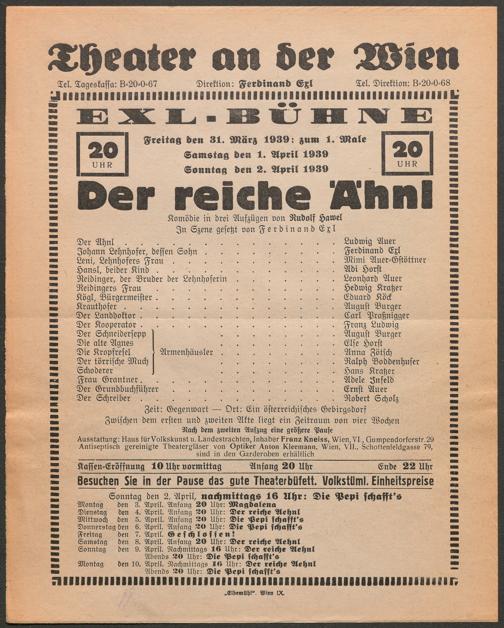 Theater an der Wien
Tel. Tageskassa: B-20-0-67 Direktion: Ferdinand Exl Tel. Direktion: B-20-0-68
EXL-BÜHNE
20 UHR
Freitag den 31. März 1939: zum 1. Male
Samstag den 1. April 1939
Sonntag den 2. April 1939
20 UHR
Der reiche Ähnl
Komödie in drei Aufzügen von Rudolf Hawel
In Szene gesetzt von Ferdinand Exl
Der Ähnl Ludwig Auer
Johann Lehnhofer, dessen Sohn Ferdinand Exl
Leni, Lehnhofers Frau Mimi Auer-Gstöttner
Hansl, beider Kind Adi Horst
Reidinger, der Bruder der Lehnhoferin Leonhard Auer
Reidingers Frau Hedwig Kratzer
Kögl, Bürgermeister Eduard Köck
Krauthofer August Burger
Der Landdoktor Carl Praßnigger
Der Kooperator Franz Ludwig
Der Schneidersepp August Burger
Die alte Agnes Else Horst
Die Kropfresel Armenhäusler Anna Fötsch
Der törrische Much Ralph Boddenhuser
Schoderer Hans Kratzer
Frau Grantner Adele Infeld
Der Grundbuchführer Ernst Auer
Der Schreiber Robert Scholz
Zeit: Gegenwart — Ort: Ein österreichisches Gebirgsdorf
Zwischen dem ersten und zweiten Akte liegt ein Zeitraum von vier Wochen
Nach dem zweiten Aufzug eine größere Pause
Ausstattung: Haus für Volkskunst u. Landestrachten, Inhaber Franz Kneiss, Wien, VI., Gumpendorferstr. 29
Antiseptisch gereinigte Theatergläser von Optiker Anton Kleemann, Wien, VII., Schottenfeldgasse 79,
sind in den Garderoben erhältlich
Kassen-Eröffnung 10 Uhr vormittag Anfang 20 Uhr Ende 22 Uhr
Besuchen Sie in der Pause das gute Theaterbüfett. Volkstüml. Einheitspreise
Sonntag den 2. April, nachmittags 16 Uhr: Die Pepi schafft's
Montag den 3. April. Anfang 20 Uhr: Magdalena
Dienstag den 4. April. Anfang 20 Uhr: Der reiche Aehnl
Mittwoch den 5. April. Anfang 20 Uhr: Die Pepi schafft's
Donnerstag den 6. April. Anfang 20 Uhr: Die Pepi schafft's
Freitag den 7. April. Geschlossen!
Samstag den 8. April. Anfang 20 Uhr: Der reiche Aehnl
Sonntag den 9. April. Nachmittags 16 Uhr: Der reiche Aehnl
Abends 20 Uhr: Die Pepi schafft's
Montag den 10. April. Nachmittags 16 Uhr: Der reiche Aehnl
Abends 20 Uhr: Die Pepi schafft's
„Elbemühl“, Wien IX.